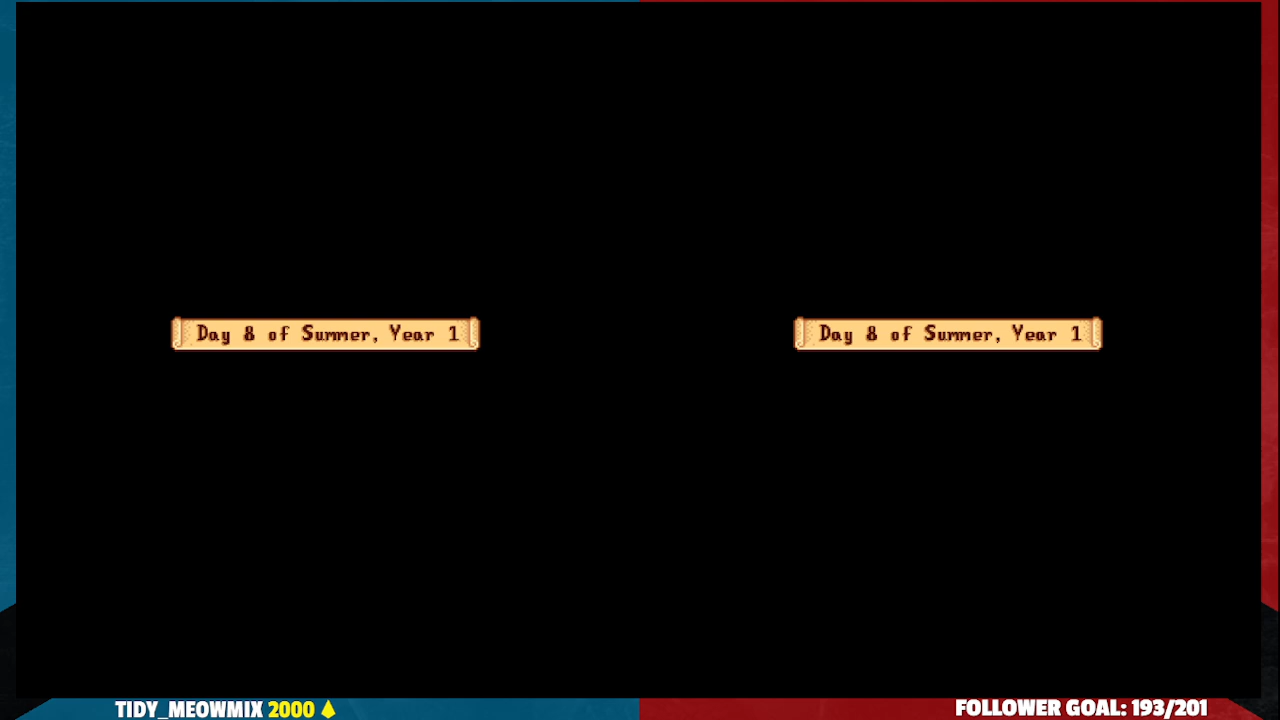 Day 8 of Summer, Year 1
Day 8 of Summer, Year 1
TIDY_MEOWMIX 2000
FOLLOWER GOAL: 193/201